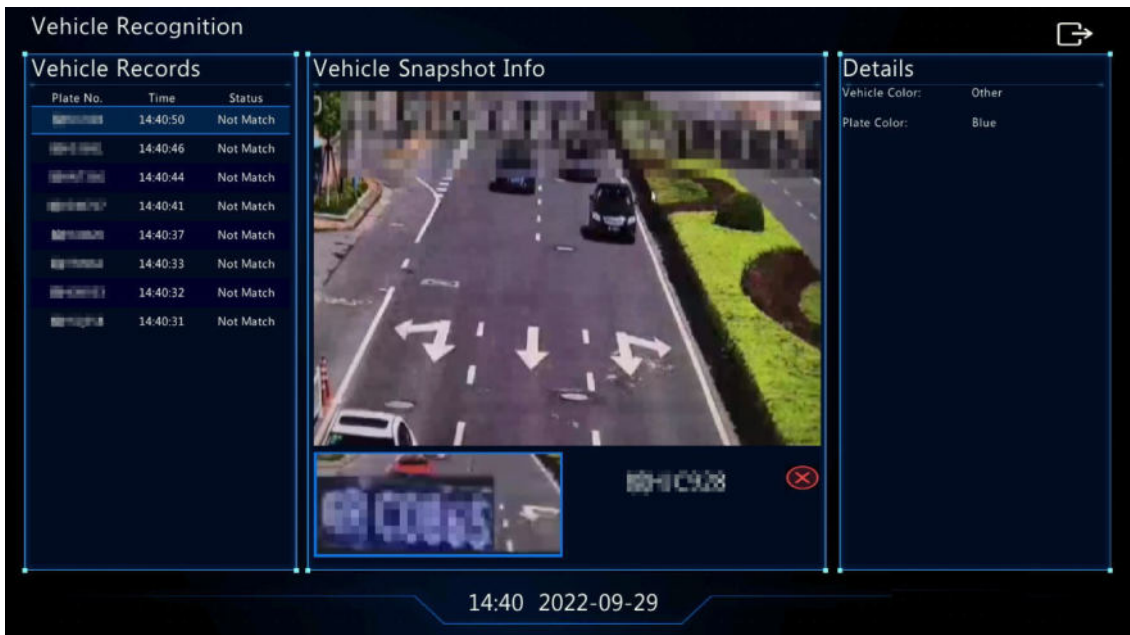 Vehicle Recognition
Vehicle Records
Plate No. Time Status
14:40:50 Not Match
14:40:46 Not Match
14:40:44 Not Match
14:40:41 Not Match
14:40:37 Not Match
14:40:33 Not Match
14:40:32 Not Match
14:40:31 Not Match
Vehicle Snapshot Info
Details
Vehicle Color: Other
Plate Color: Blue
14:40 2022-09-29